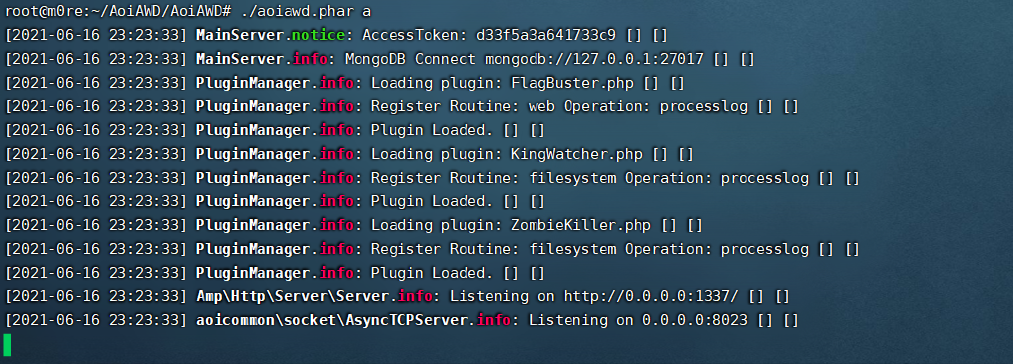 root@m0re:~/AoiAWD/AoiAWD# ./aoiawd.phar a
[2021-06-16 23:23:33] MainServer.notice: AccessToken: d33f5a3a641733c9 [] []
[2021-06-16 23:23:33] MainServer.info: MongoDB Connect mongodb://127.0.0.1:27017 [] []
[2021-06-16 23:23:33] PluginManager.info: Loading plugin: FlagBuster.php [] []
[2021-06-16 23:23:33] PluginManager.info: Register Routine: web Operation: processlog [] []
[2021-06-16 23:23:33] PluginManager.info: Plugin Loaded. [] []
[2021-06-16 23:23:33] PluginManager.info: Loading plugin: KingWatcher.php [] []
[2021-06-16 23:23:33] PluginManager.info: Register Routine: filesystem Operation: processlog [] []
[2021-06-16 23:23:33] PluginManager.info: Plugin Loaded. [] []
[2021-06-16 23:23:33] PluginManager.info: Loading plugin: ZombieKiller.php [] []
[2021-06-16 23:23:33] PluginManager.info: Register Routine: filesystem Operation: processlog [] []
[2021-06-16 23:23:33] PluginManager.info: Plugin Loaded. [] []
[2021-06-16 23:23:33] Amp\Http\Server\Server.info: Listening on http://0.0.0.0:1337/ [] []
[2021-06-16 23:23:33] aoicommon\socket\AsyncTCPServer.info: Listening on 0.0.0.0:8023 [] []